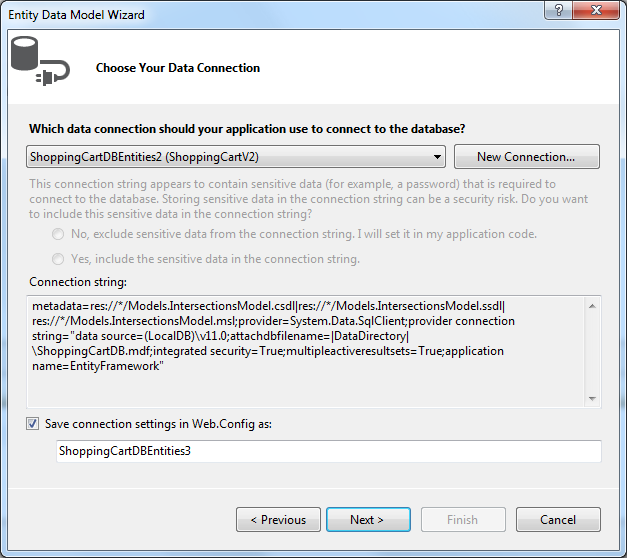 Entity Data Model Wizard
?
Choose Your Data Connection
Which data connection should your application use to connect to the database?
ShoppingCartDBEntities2 (ShoppingCartV2)
New Connection...
This connection string appears to contain sensitive data (for example, a password) that is required to
connect to the database. Storing sensitive data in the connection string can be a security risk. Do you want
to include this sensitive data in the connection string?
No, exclude sensitive data from the connection string. I will set it in my application code.
Yes, include the sensitive data in the connection string.
Connection string:
metadata=res://*/Models.IntersectionsModel.csdl|res://*/Models.IntersectionsModel.ssdl|
res://*/Models.IntersectionsModel.msl;provider=System.Data.SqlClient;provider connection
string="data source=(LocalDB)\v11.0;attachdbfilename=|DataDirectory|
\ShoppingCartDB.mdf;integrated security=True;multipleactiveresultsets=True;application
name=EntityFramework"
Save connection settings in Web.Config as:
ShoppingCartDBEntities3
< Previous
Next >
Finish
Cancel